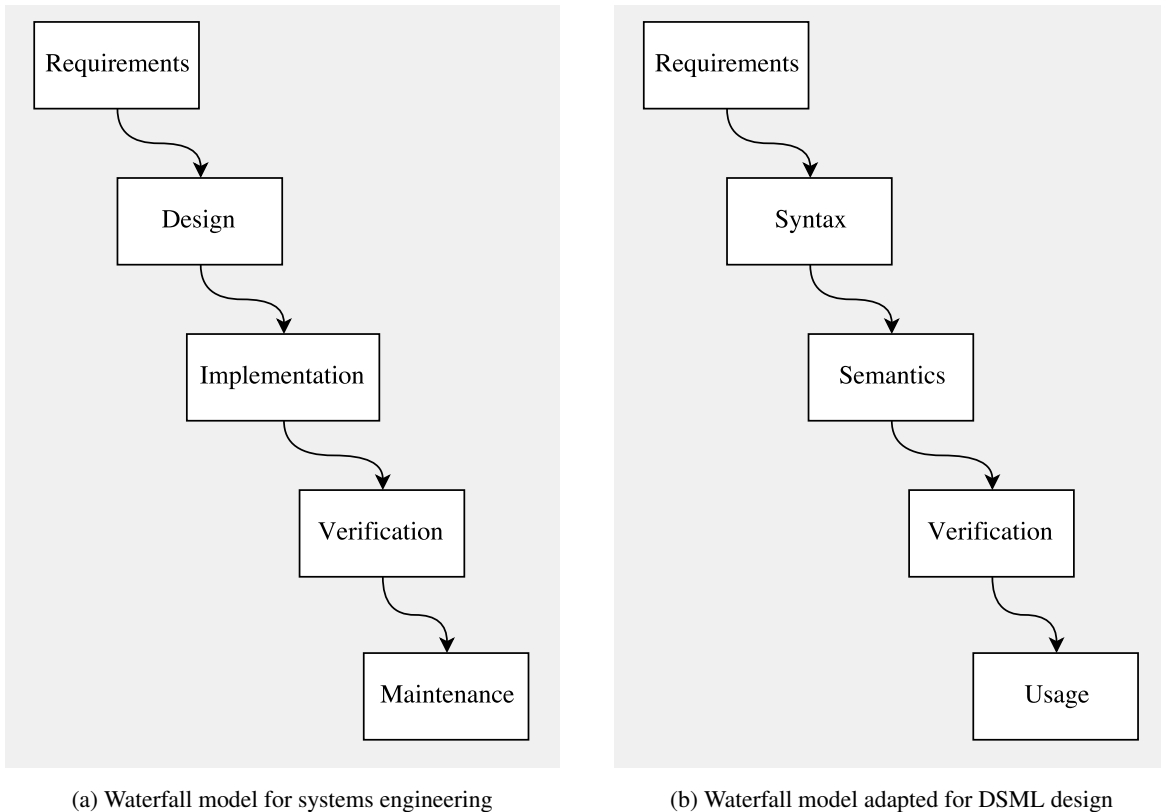 Requirements
Design
Implementation
Verification
Maintenance
(a) Waterfall model for systems engineering
Requirements
Syntax
Semantics
Verification
Usage
(b) Waterfall model adapted for DSML design